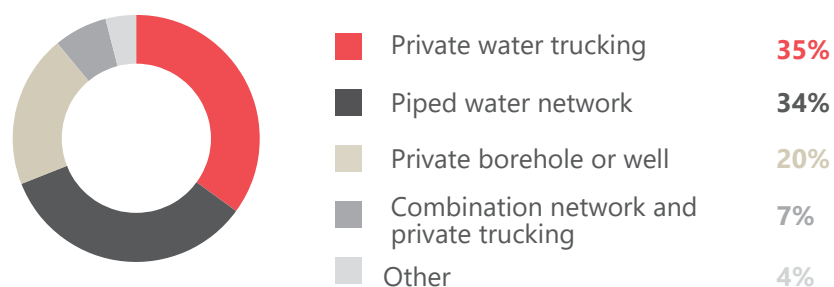 Private water trucking 35%
Piped water network 34%
Private borehole or well 20%
Combination network and
private trucking 7%
Other 4%